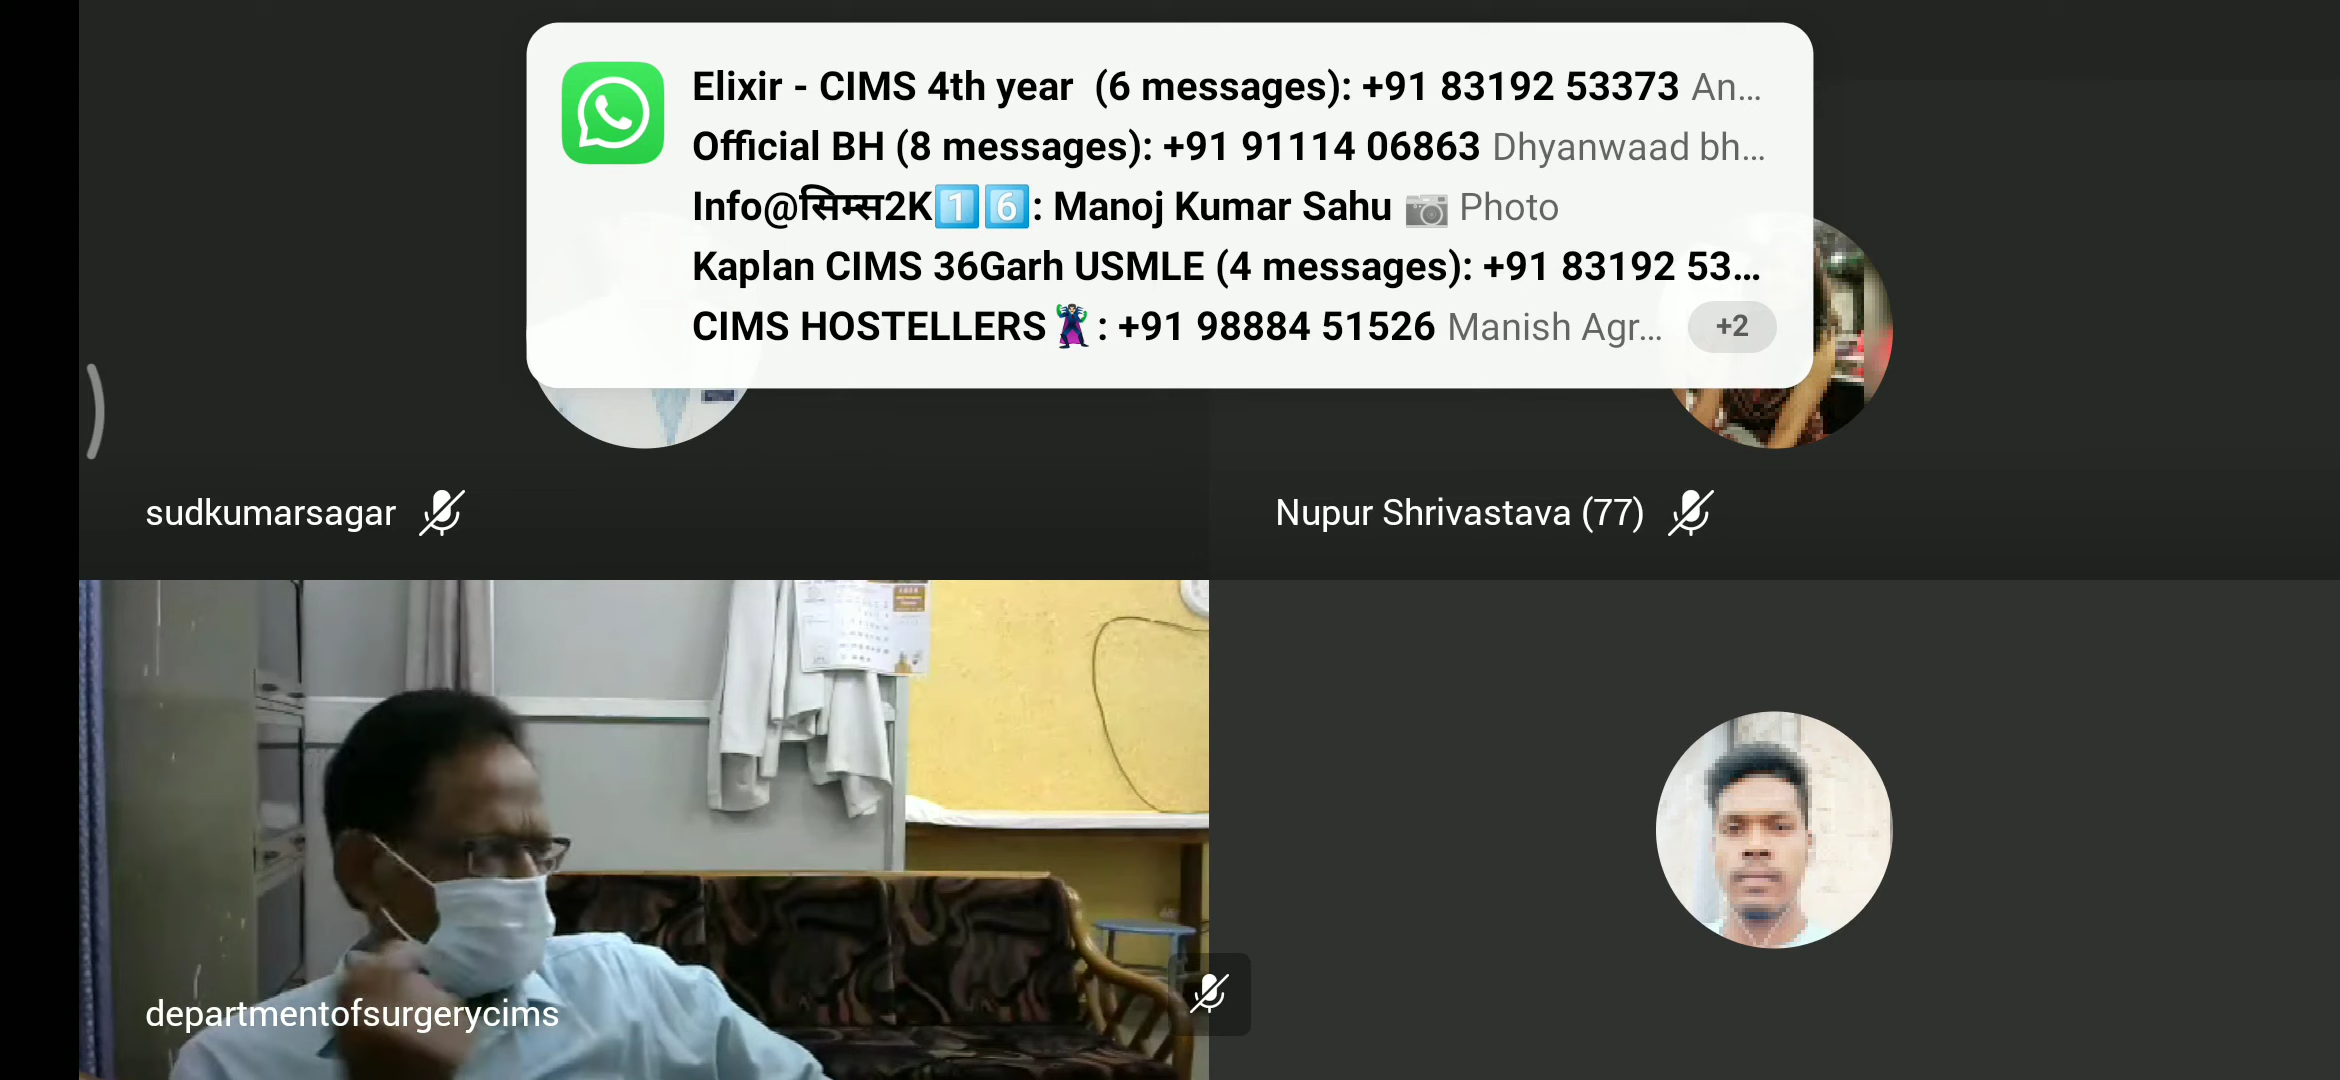 Elixir - CIMS 4th year (6 messages): +91 83192 53373 An...
Official BH (8 messages): +91 91114 06863 Dhyanwaad bh...
Info@सिम्स2K1️⃣6️⃣: Manoj Kumar Sahu 📷 Photo
Kaplan CIMS 36Garh USMLE (4 messages): +91 83192 53...
CIMS HOSTELLERS🦹: +91 98884 51526 Manish Agr...
+2
sudkumarsagar
Nupur Shrivastava (77)
departmentofsurgerycims